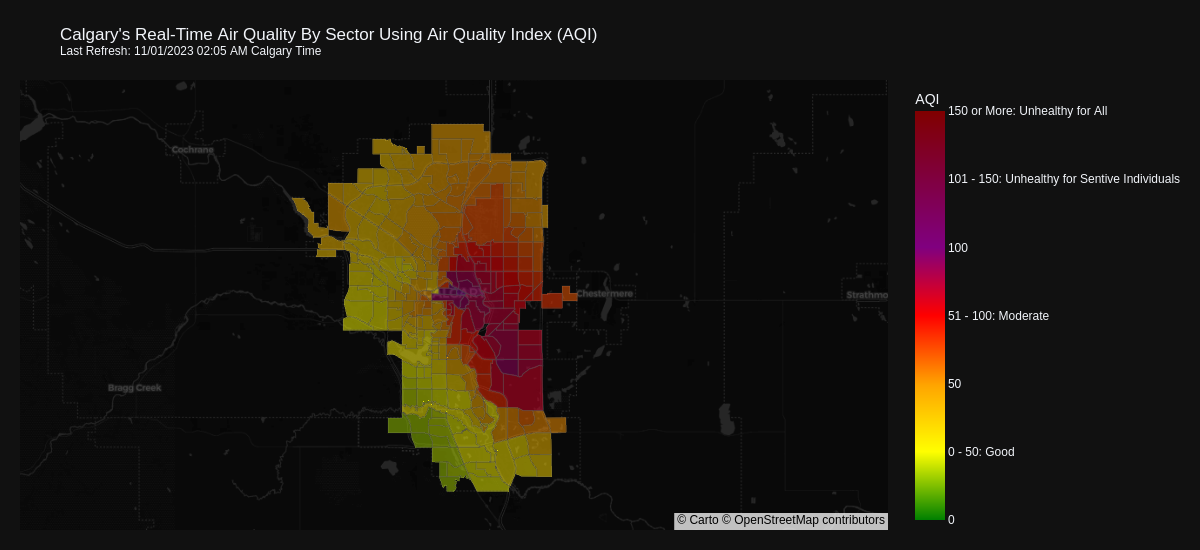 Calgary's Real-Time Air Quality By Sector Using Air Quality Index (AQI)
Last Refresh: 11/01/2023 02:05 AM Calgary Time
AQI
150 or More: Unhealthy for All
101 - 150: Unhealthy for Sentive Individuals
100
51 - 100: Moderate
50
0 - 50: Good
0
Cochrane
Chestermere
Strathmo
Bragg Creek
© Carto © OpenStreetMap contributors